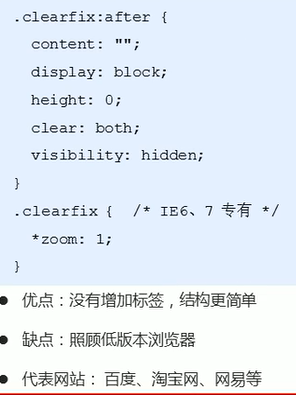 .clearfix:after {
content: "";
display: block;
height: 0;
clear: both;
visibility: hidden;
}
.clearfix { /* IE6、7 专有 */
*zoom: 1;
}
● 优点：没有增加标签，结构更简单
● 缺点：照顾低版本浏览器
● 代表网站： 百度、淘宝网、网易等